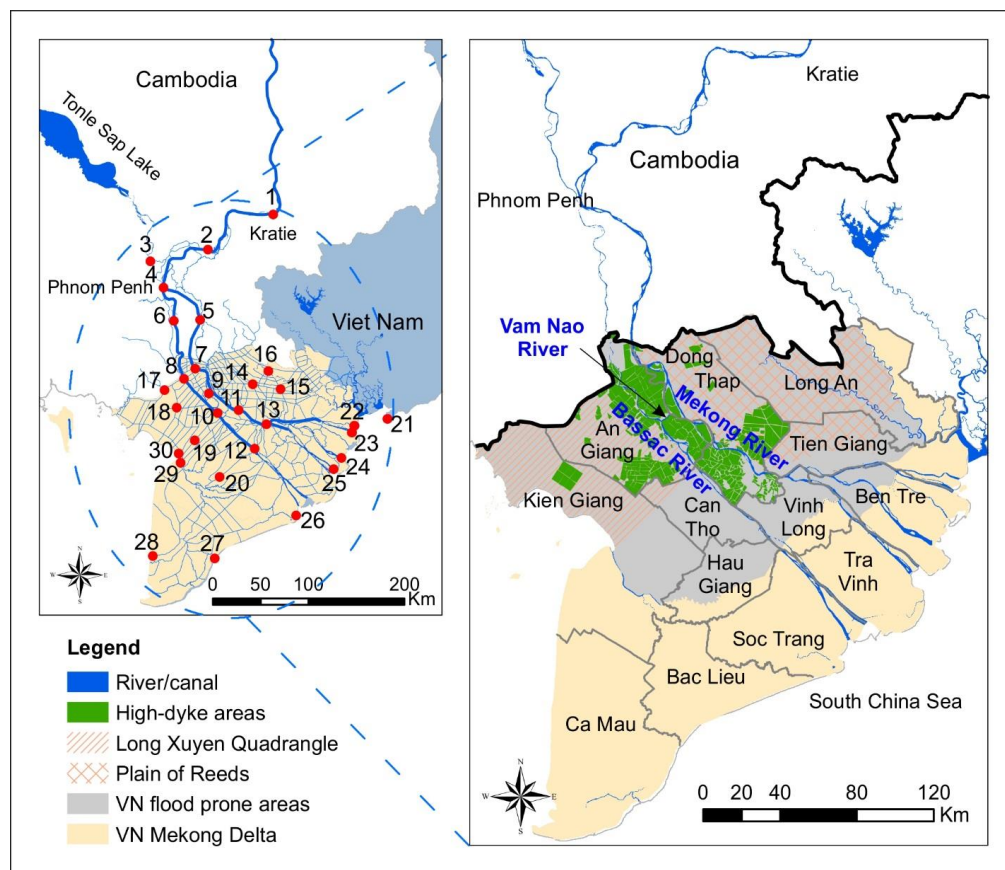 Cambodia
Tonle Sap Lake
1
Kratie
2
3
4
Phnom Penh
6
5
Viet Nam
7
8
16
9
14
15
17
11
18
10
13
22
21
23
12
30
19
24
29
20
25
26
28
27
N
W
E
S
0
50
100
200
Km
Legend
River/canal
High-dyke areas
Long Xuyen Quadrangle
Plain of Reeds
VN flood prone areas
VN Mekong Delta
Kratie
Cambodia
Phnom Penh
Vam Nao
River
Dong
Thap
Long An
Mekong River
An
Giang
Bassac River
Tien Giang
Kien Giang
Ben Tre
Can
Tho
Vinh
Long
Hau
Giang
Tra
Vinh
Soc Trang
Bac Lieu
Ca Mau
South China Sea
N
W
E
S
0
20
40
60
80
120
Km